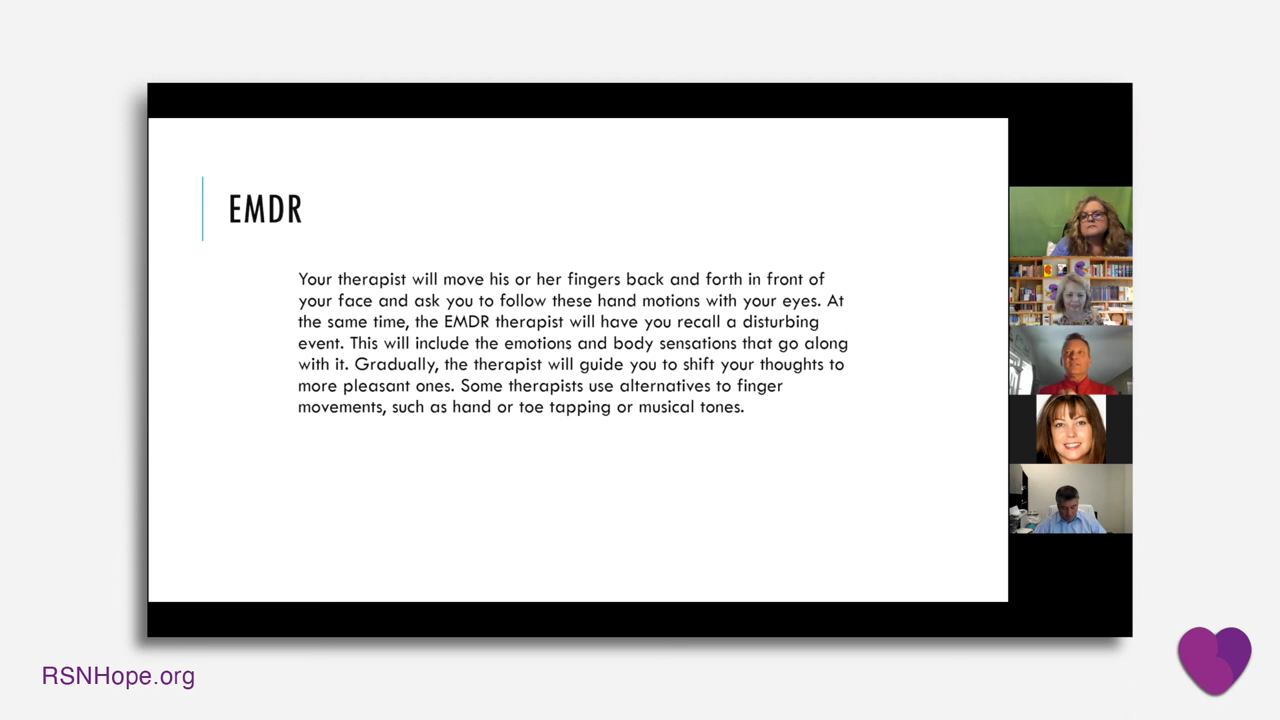 EMDR
Your therapist will move his or her fingers back and forth in front of
your face and ask you to follow these hand motions with your eyes. At
the same time, the EMDR therapist will have you recall a disturbing
event. This will include the emotions and body sensations that go along
with it. Gradually, the therapist will guide you to shift your thoughts to
more pleasant ones. Some therapists use alternatives to finger
movements, such as hand or toe tapping or musical tones.
RSNHope.org